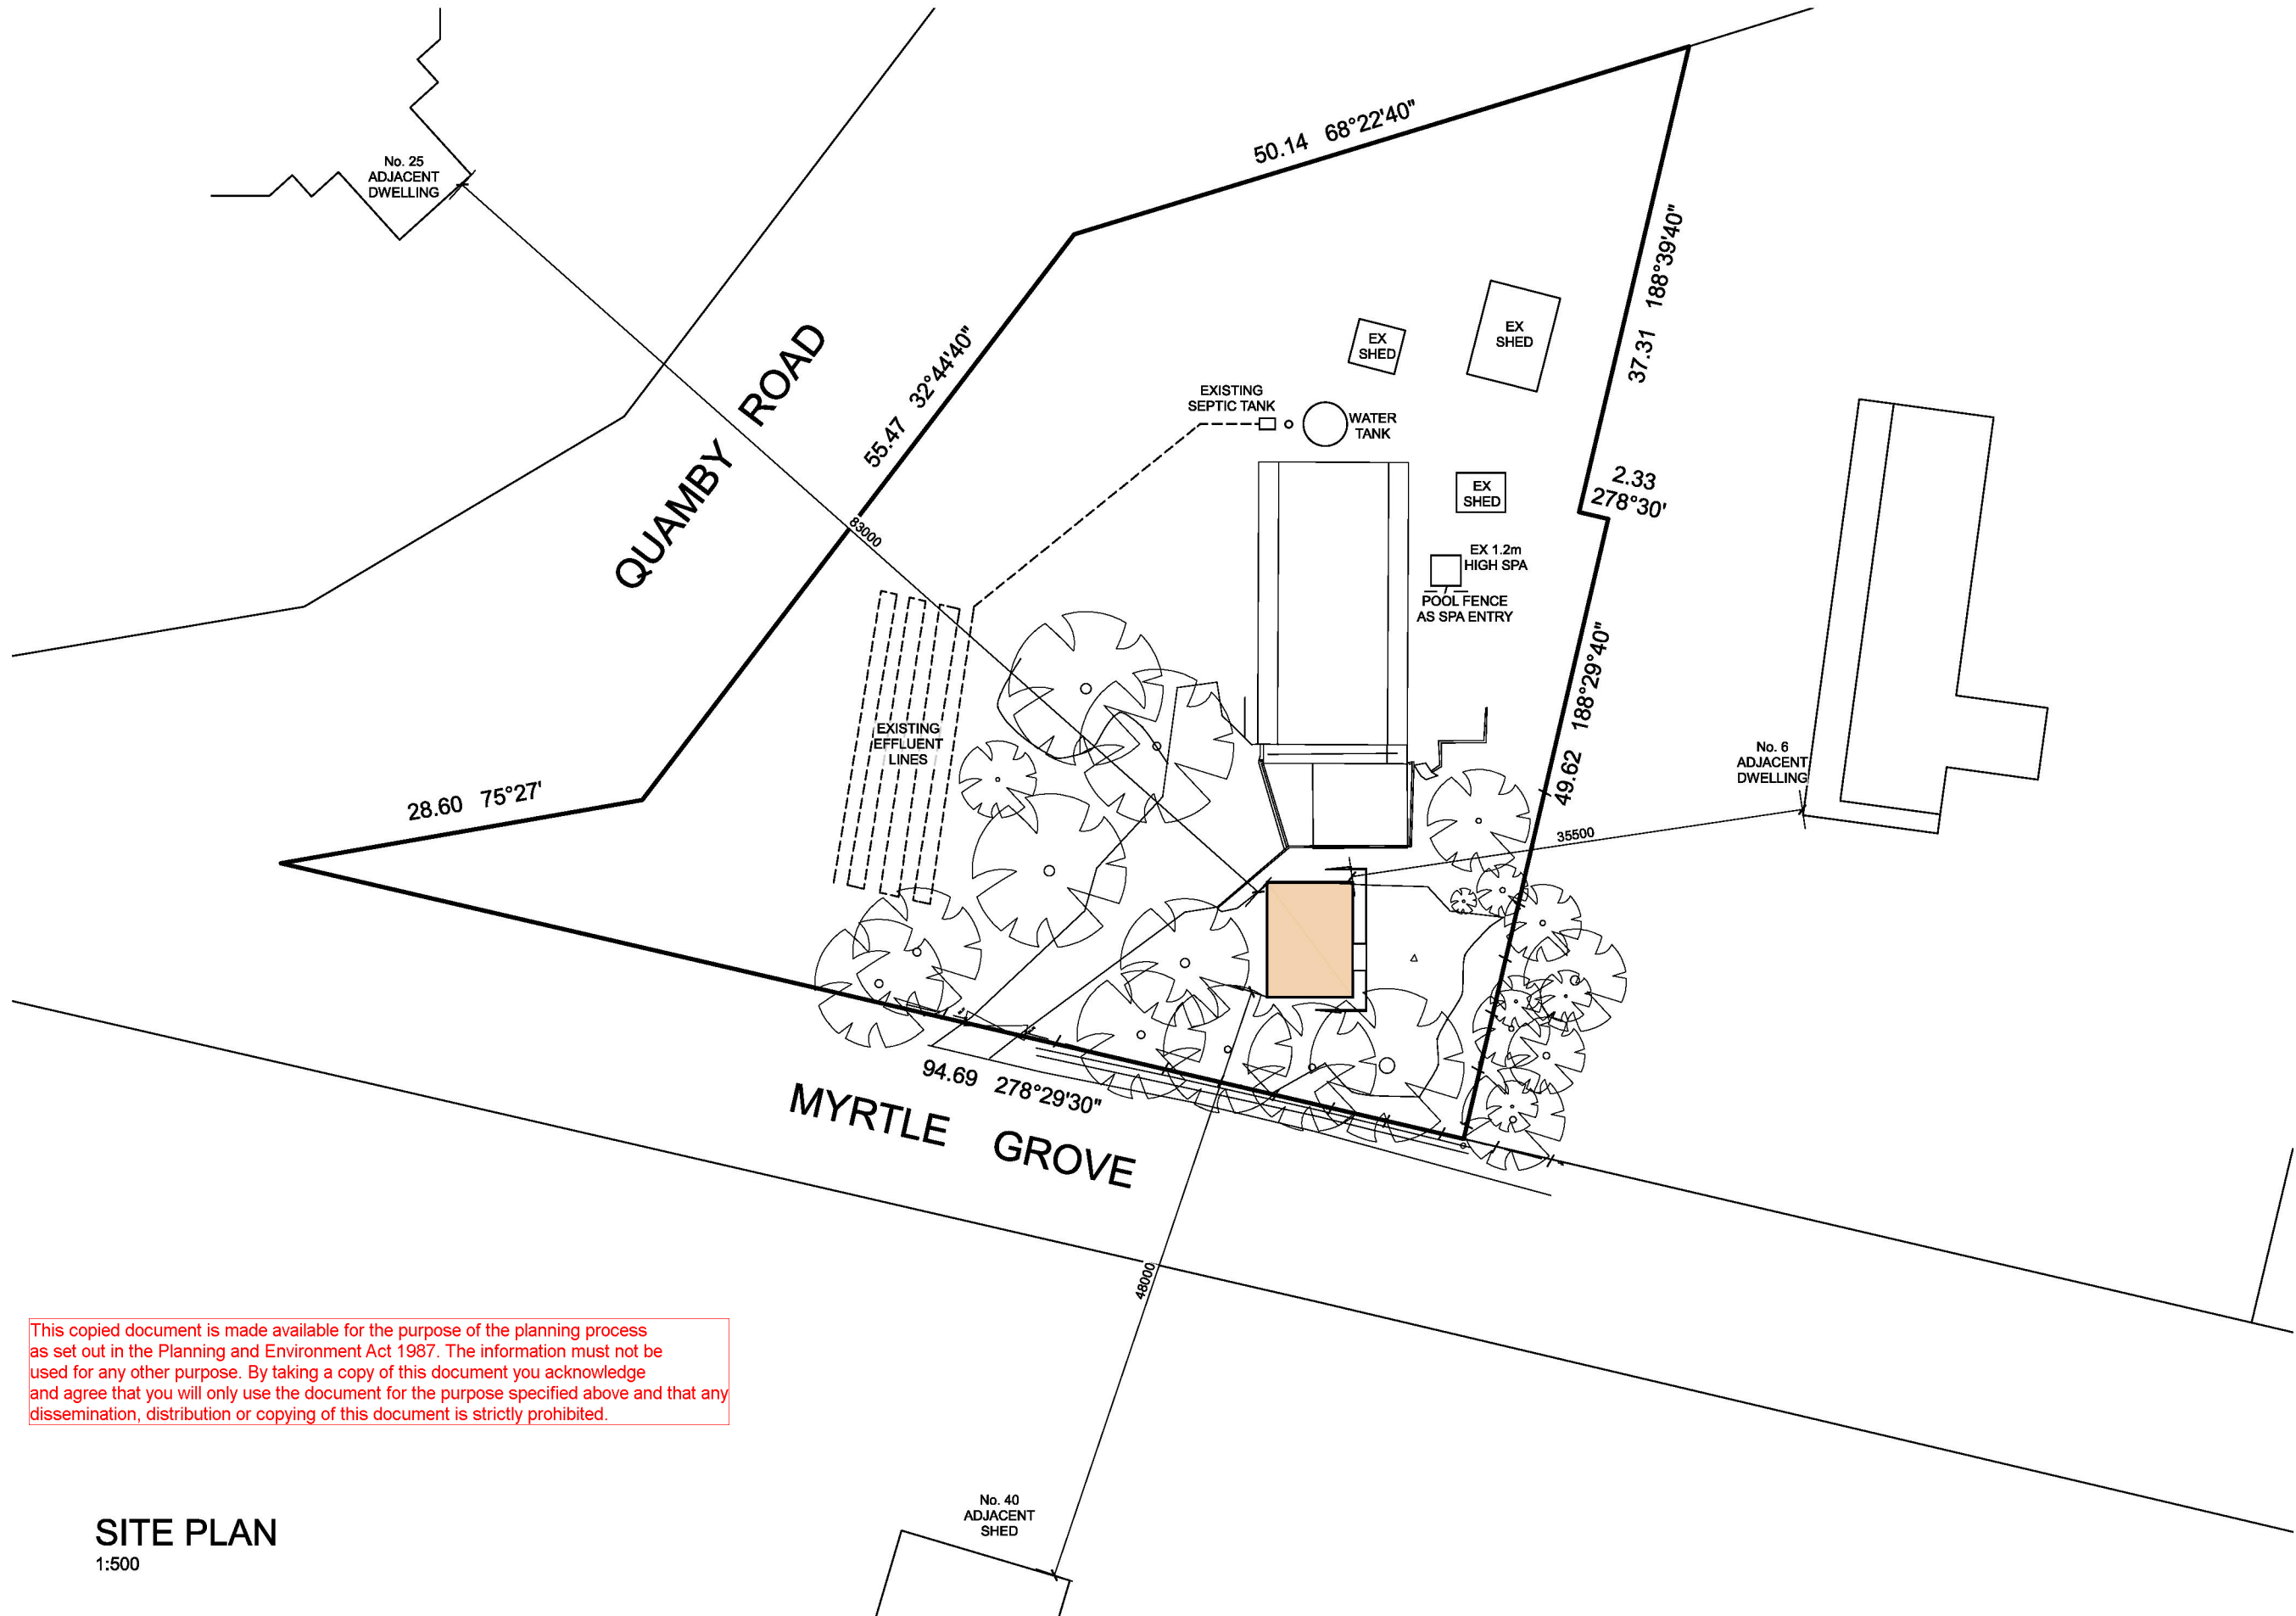 50.14 68°22'40"
No. 25
ADJACENT
DWELLING
188°39'40"
37.31
EX
SHED
EX
SHED
QUAMBY ROAD
55.47 32°44'40"
EXISTING
SEPTIC TANK
WATER
TANK
2.33
278°30'
EX
SHED
83000
EX 1.2m
HIGH SPA
POOL FENCE
AS SPA ENTRY
49.62 188°29°40"
EXISTING
EFFLUENT
LINES
No. 6
ADJACENT
DWELLING
28.60 75°27'
35500
94.69 278°29'30"
MYRTLE GROVE
48000
This copied document is made available for the purpose of the planning process
as set out in the Planning and Environment Act 1987. The information must not be
used for any other purpose. By taking a copy of this document you acknowledge
and agree that you will only use the document for the purpose specified above and that any
dissemination, distribution or copying of this document is strictly prohibited.
No. 40
ADJACENT
SHED
SITE PLAN
1:500